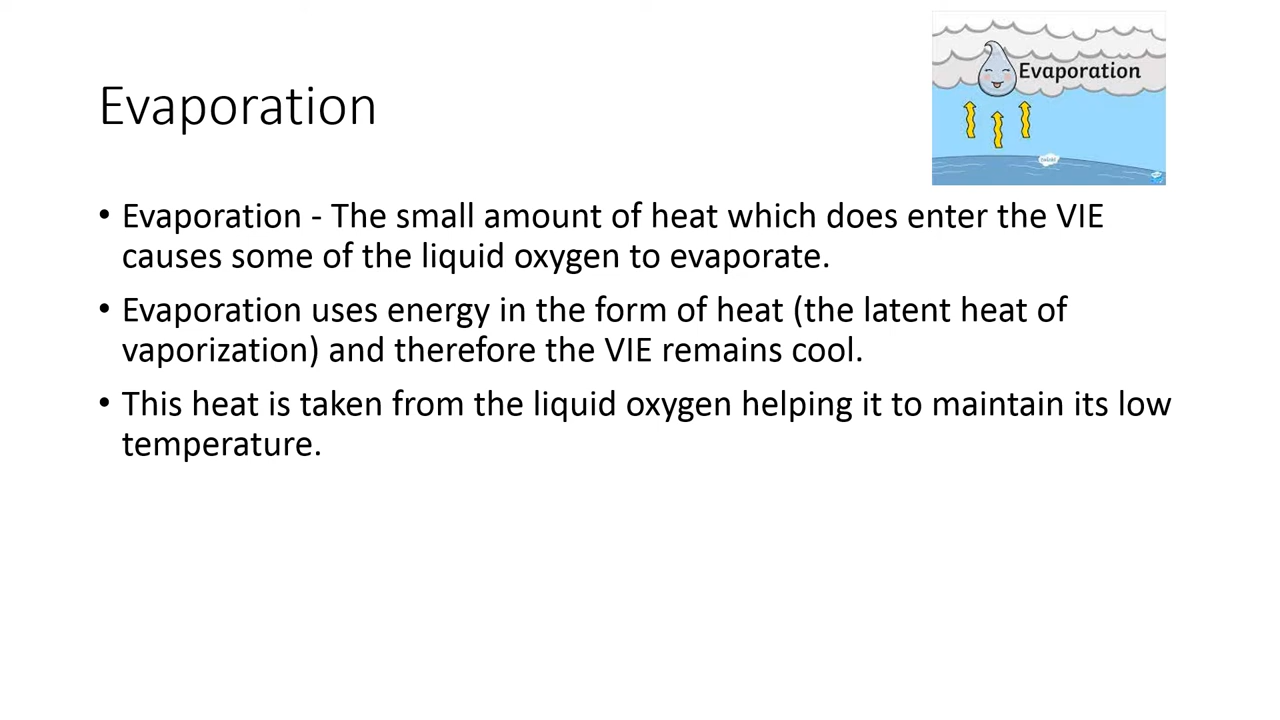 Evaporation
Evaporation
• Evaporation - The small amount of heat which does enter the VIE
causes some of the liquid oxygen to evaporate.
• Evaporation uses energy in the form of heat (the latent heat of
vaporization) and therefore the VIE remains cool.
• This heat is taken from the liquid oxygen helping it to maintain its low
temperature.